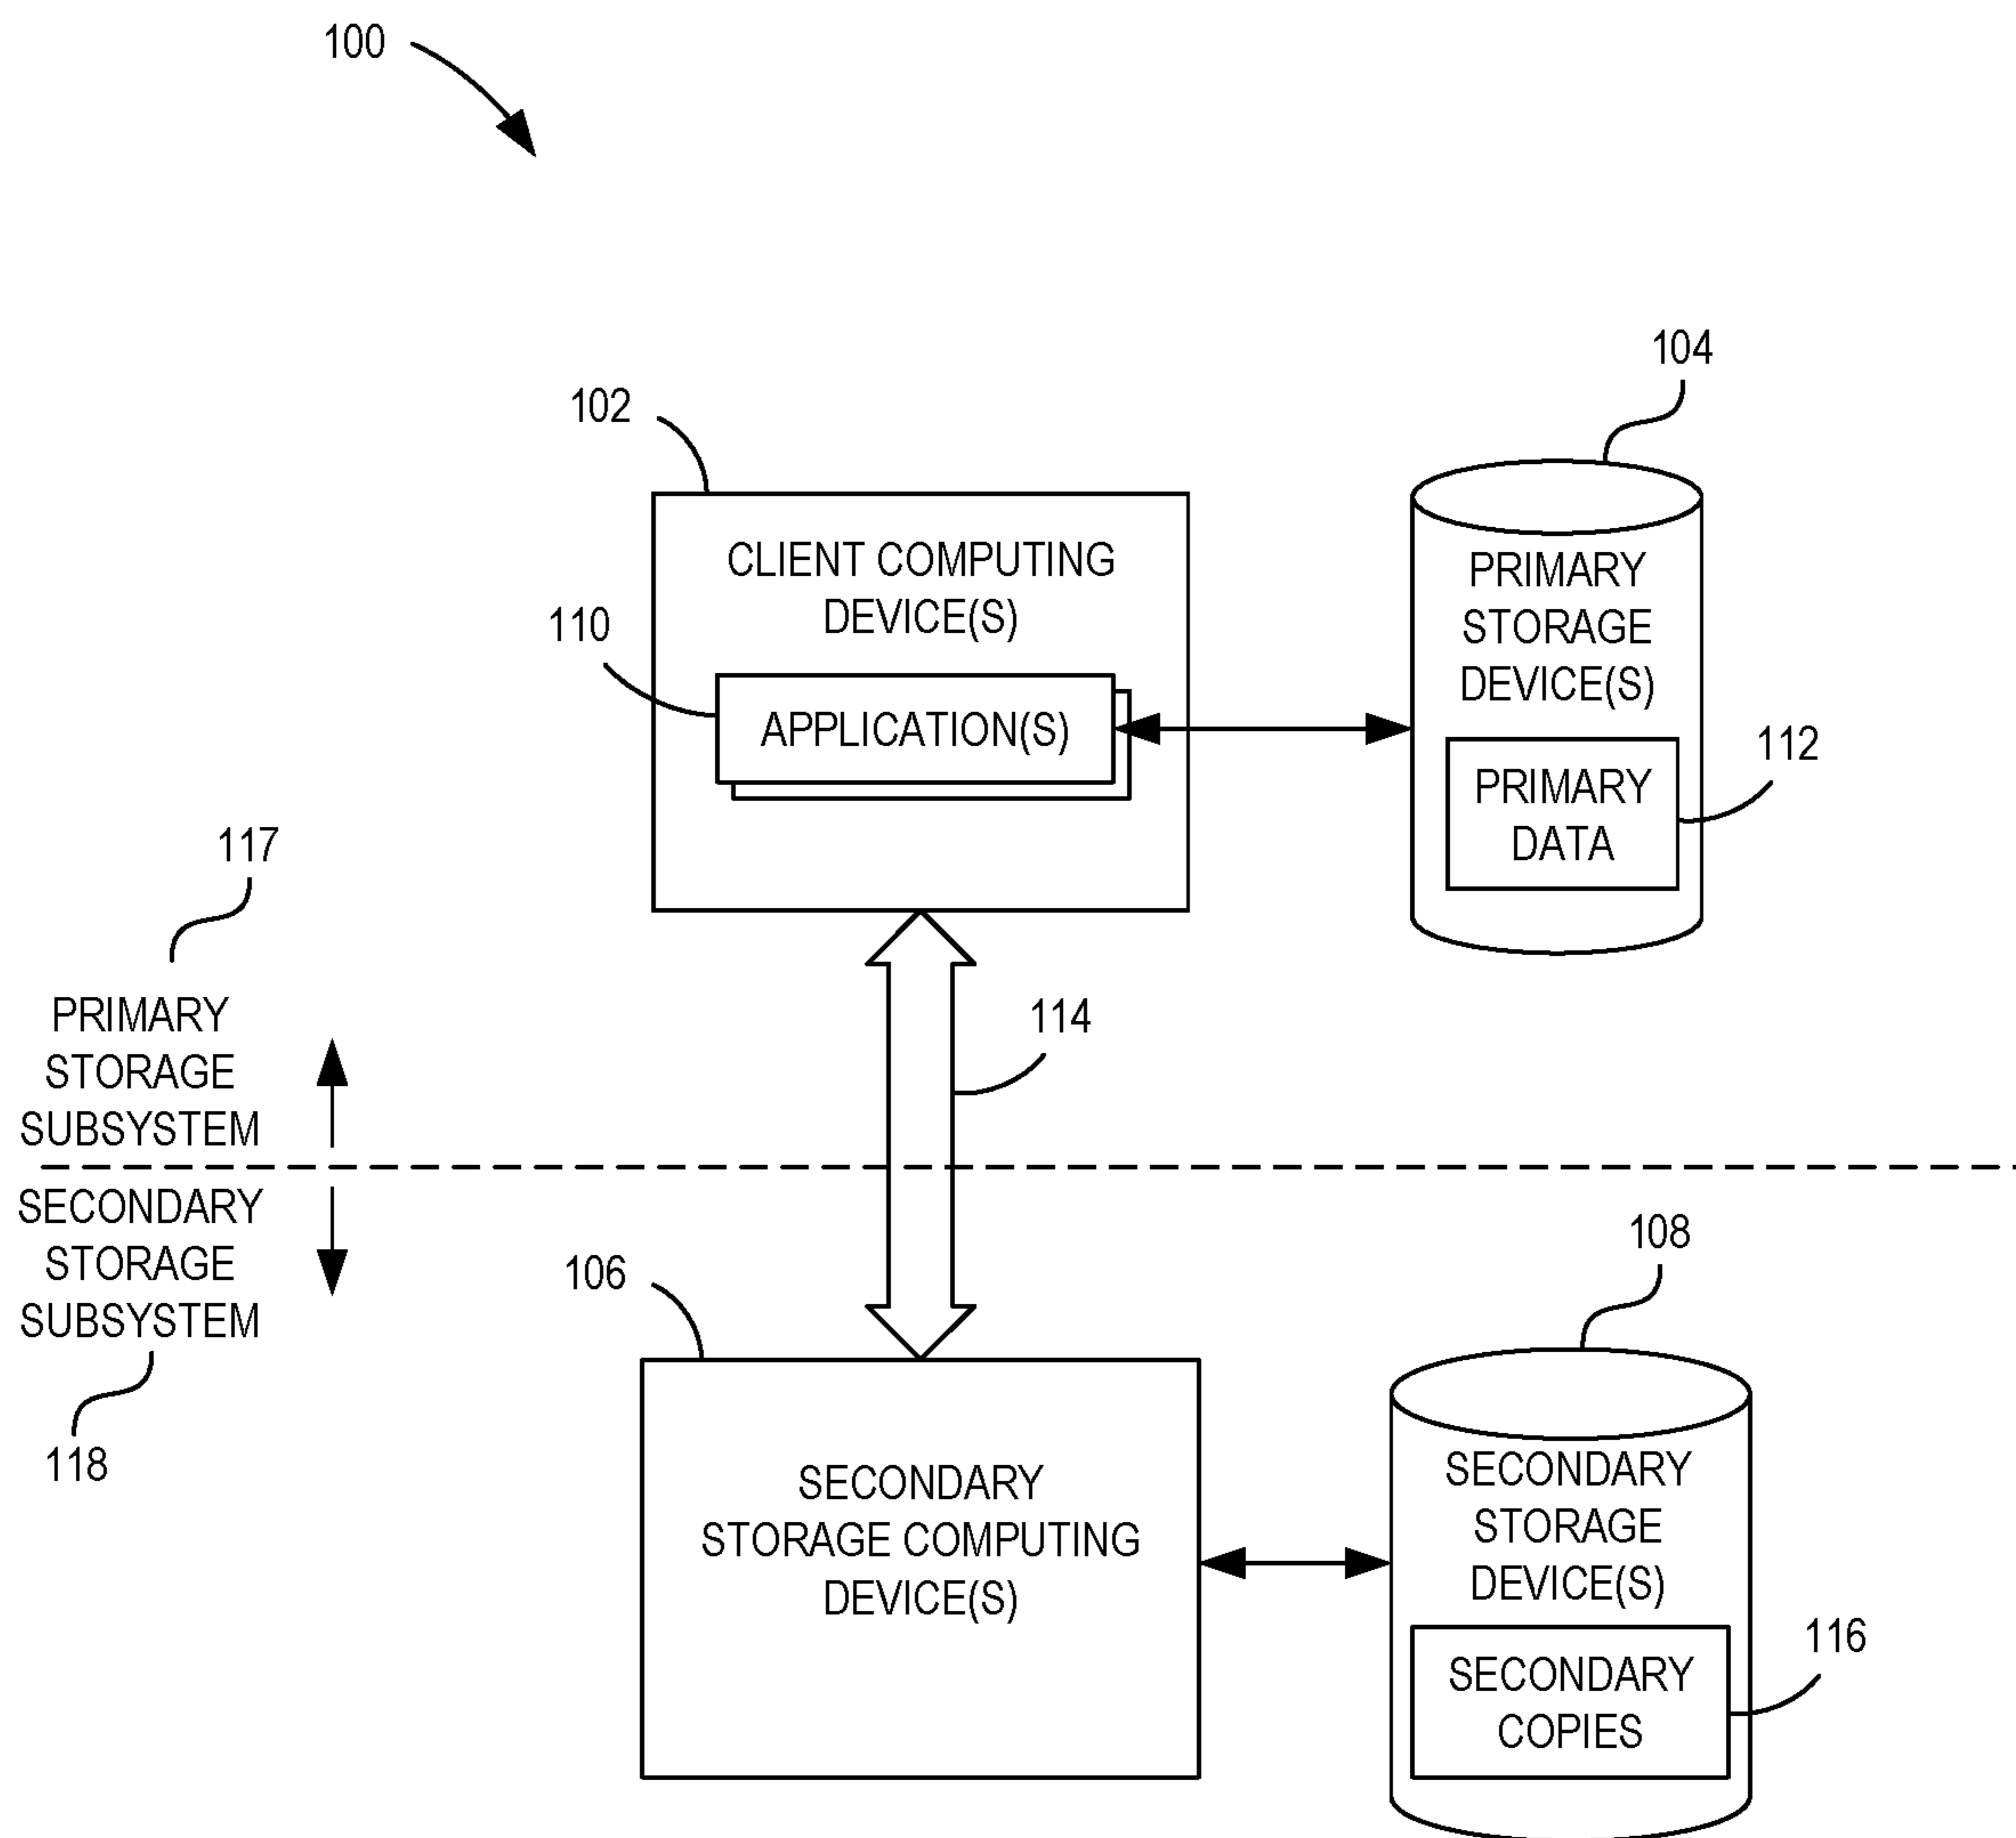 100
104
102
CLIENT COMPUTING
DEVICE(S)
PRIMARY
STORAGE
DEVICE(S)
110
APPLICATION(S)
112
PRIMARY
DATA
117
PRIMARY
STORAGE
SUBSYSTEM
114
SECONDARY
STORAGE
SUBSYSTEM
118
106
108
SECONDARY
STORAGE COMPUTING
DEVICE(S)
SECONDARY
STORAGE
DEVICE(S)
116
SECONDARY
COPIES